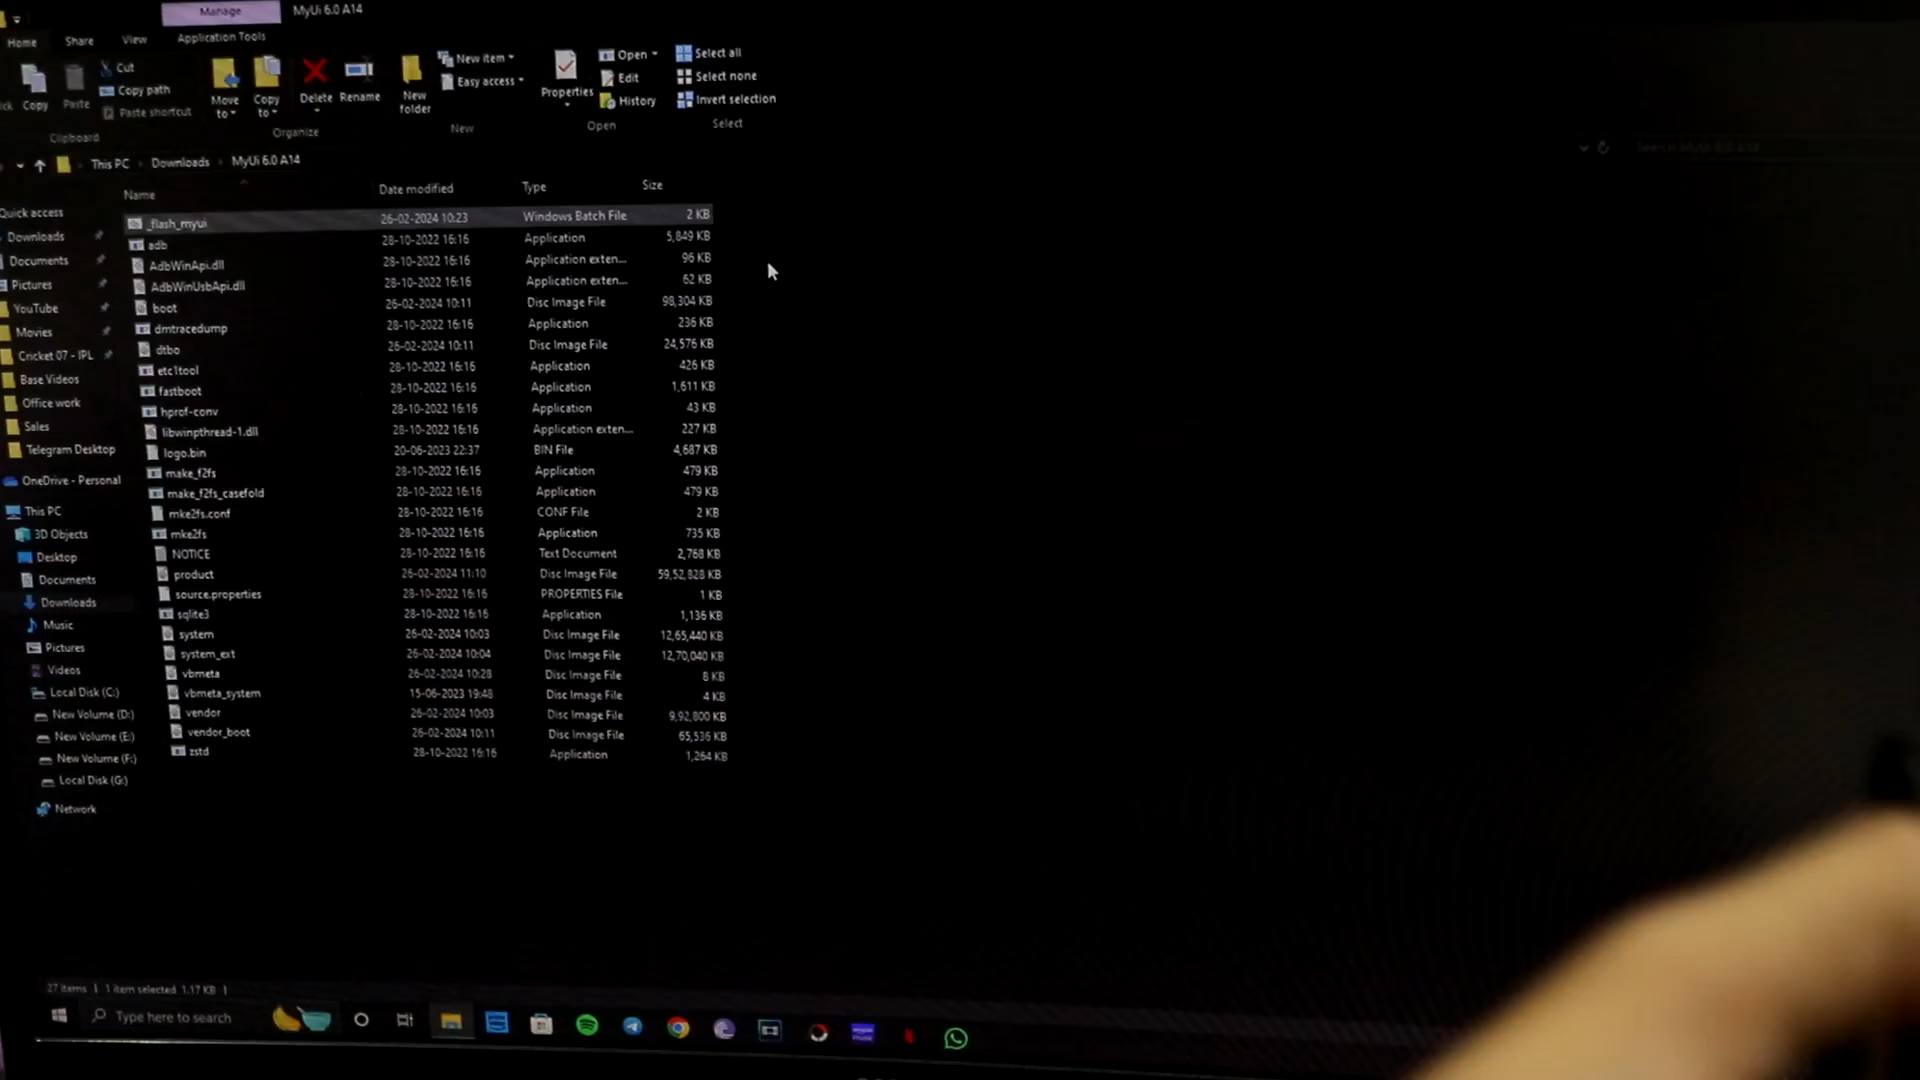 Manage MyUi 6.0 A14
Home Share View Application Tools
Copy Paste Cut Copy path Paste shortcut
Move to Copy to Delete Rename New folder
New item Easy access
Properties Open Edit History
Select all Select none Invert selection
Clipboard Organize New Open Select
This PC Downloads MyUi 6.0 A14
Search MyUi 6.0 A14
Name Date modified Type Size
_flash_myui 26-02-2024 10:23 Windows Batch File 2 KB
adb 28-10-2022 16:16 Application 5,849 KB
AdbWinApi.dll 28-10-2022 16:16 Application exten... 96 KB
AdbWinUsbApi.dll 28-10-2022 16:16 Application exten... 62 KB
boot 26-02-2024 10:11 Disc Image File 98,304 KB
dmtracedump 28-10-2022 16:16 Application 236 KB
dtbo 26-02-2024 10:11 Disc Image File 24,576 KB
etc1tool 28-10-2022 16:16 Application 426 KB
fastboot 28-10-2022 16:16 Application 1,611 KB
hprof-conv 28-10-2022 16:16 Application 43 KB
libwinpthread-1.dll 28-10-2022 16:16 Application exten... 227 KB
logo.bin 20-06-2023 22:37 BIN File 4,687 KB
make_f2fs 28-10-2022 16:16 Application 479 KB
make_f2fs_casefold 28-10-2022 16:16 Application 479 KB
mke2fs.conf 28-10-2022 16:16 CONF File 2 KB
mke2fs 28-10-2022 16:16 Application 735 KB
NOTICE 28-10-2022 16:16 Text Document 2,768 KB
product 26-02-2024 11:10 Disc Image File 59,52,828 KB
source.properties 28-10-2022 16:16 PROPERTIES File 1 KB
sqlite3 28-10-2022 16:16 Application 1,136 KB
system 26-02-2024 10:03 Disc Image File 12,65,440 KB
system_ext 26-02-2024 10:04 Disc Image File 12,70,040 KB
vbmeta 26-02-2024 10:28 Disc Image File 8 KB
vbmeta_system 15-06-2023 19:48 Disc Image File 4 KB
vendor 26-02-2024 10:03 Disc Image File 9,92,800 KB
vendor_boot 26-02-2024 10:11 Disc Image File 65,536 KB
zstd 28-10-2022 16:16 Application 1,264 KB
Quick access
Downloads
Documents
Pictures
YouTube
Movies
Cricket 07 - IPL
Base Videos
Office work
Sales
Telegram Desktop
OneDrive - Personal
This PC
3D Objects
Desktop
Documents
Downloads
Music
Pictures
Videos
Local Disk (C:)
New Volume (D:)
New Volume (E:)
New Volume (F:)
Local Disk (G:)
Network
27 items 1 item selected 1.17 KB
Type here to search